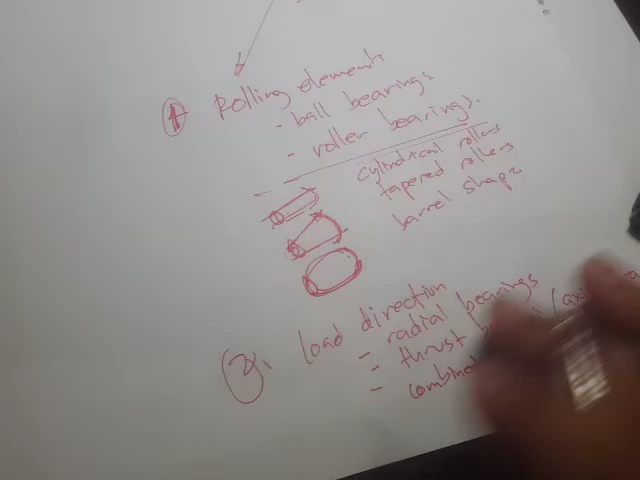 1 Rolling elements
- ball bearings
- roller bearings.
cylindrical rollers
tapered rollers
barrel shape
2. load direction
- radial bearings
- thrust
- combined